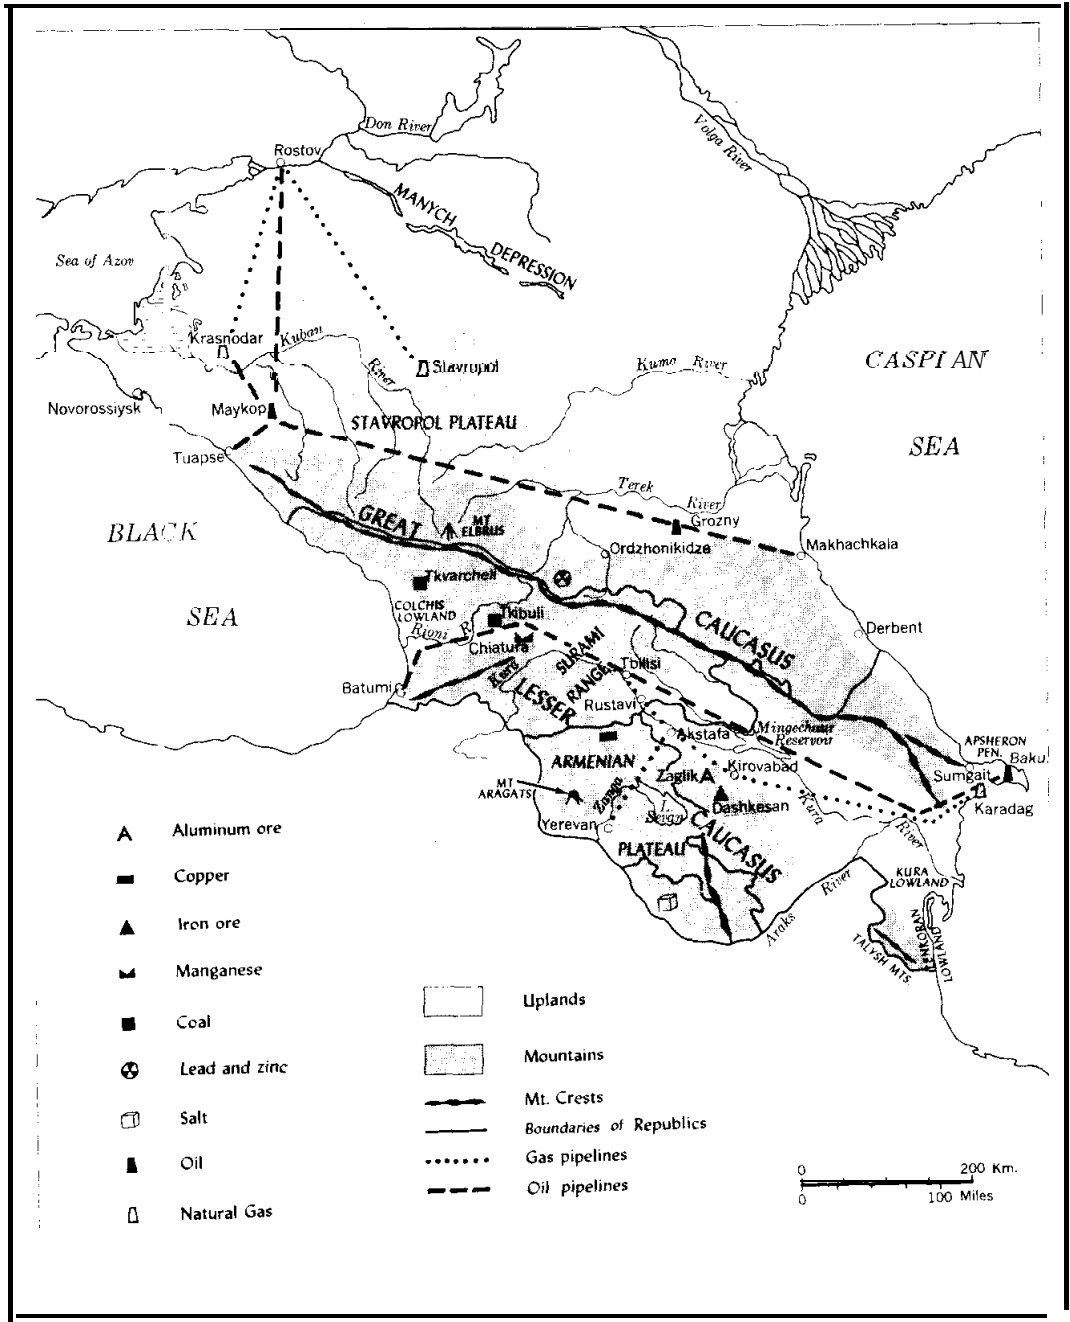 Don River
Volga River
Rostov
MANYCH
DEPRESSION
Sea of Azov
Krasnodar
Kuban
River
Stavropol
Kuma River
CASPIAN
SEA
Novorossiysk
Maykop
STAVROPOL PLATEAU
Tuapse
Terek
River
Grozny
GREAT
MT
ELBRUS
BLACK
SEA
Ordzhonikidze
Makhachkala
Tkvarcheli
COLCHIS
LOWLAND
Tkibuli
Rioni R.
Chiatura
SURAMI
RANGE
CAUCASUS
Derbent
Tbilisi
Batumi
Kura
LESSER
Rustavi
Akstafa
Mingechaur
Reservoir
APSHERON
PEN.
Baku
ARMENIAN
Zaglik
Kirovabad
Sumgait
Karadag
MT
ARAGATS
Zanga
L.
Sevan
Dashkesan
Kura
River
Yerevan
CAUCASUS
PLATEAU
KURA
LOWLAND
Araks River
LENKORAN
LOWLAND
TALYSH MTS.
Aluminum ore
Copper
Iron ore
Manganese
Coal
Lead and zinc
Salt
Oil
Natural Gas
Uplands
Mountains
Mt. Crests
Boundaries of Republics
Gas pipelines
Oil pipelines
0 200 Km.
0 100 Miles